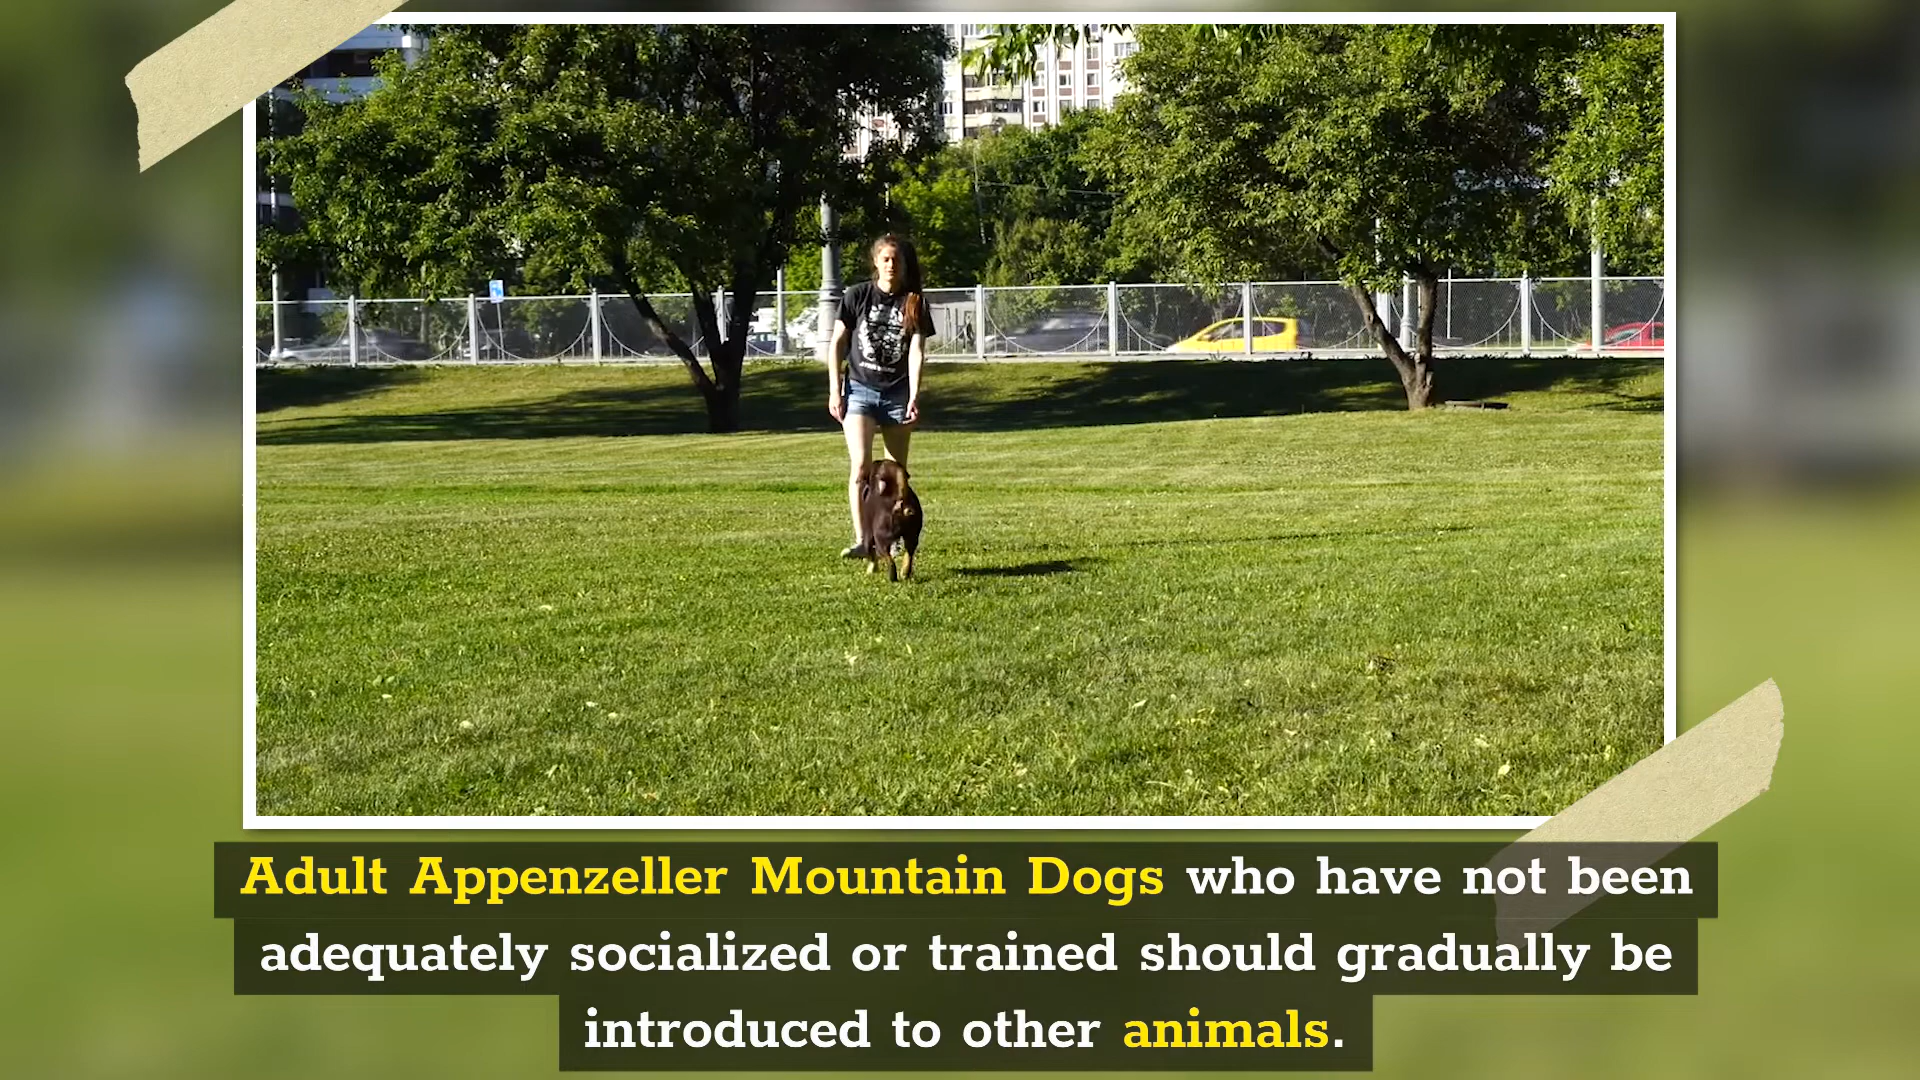 Adult Appenzeller Mountain Dogs who have not been
adequately socialized or trained should gradually be
introduced to other animals.